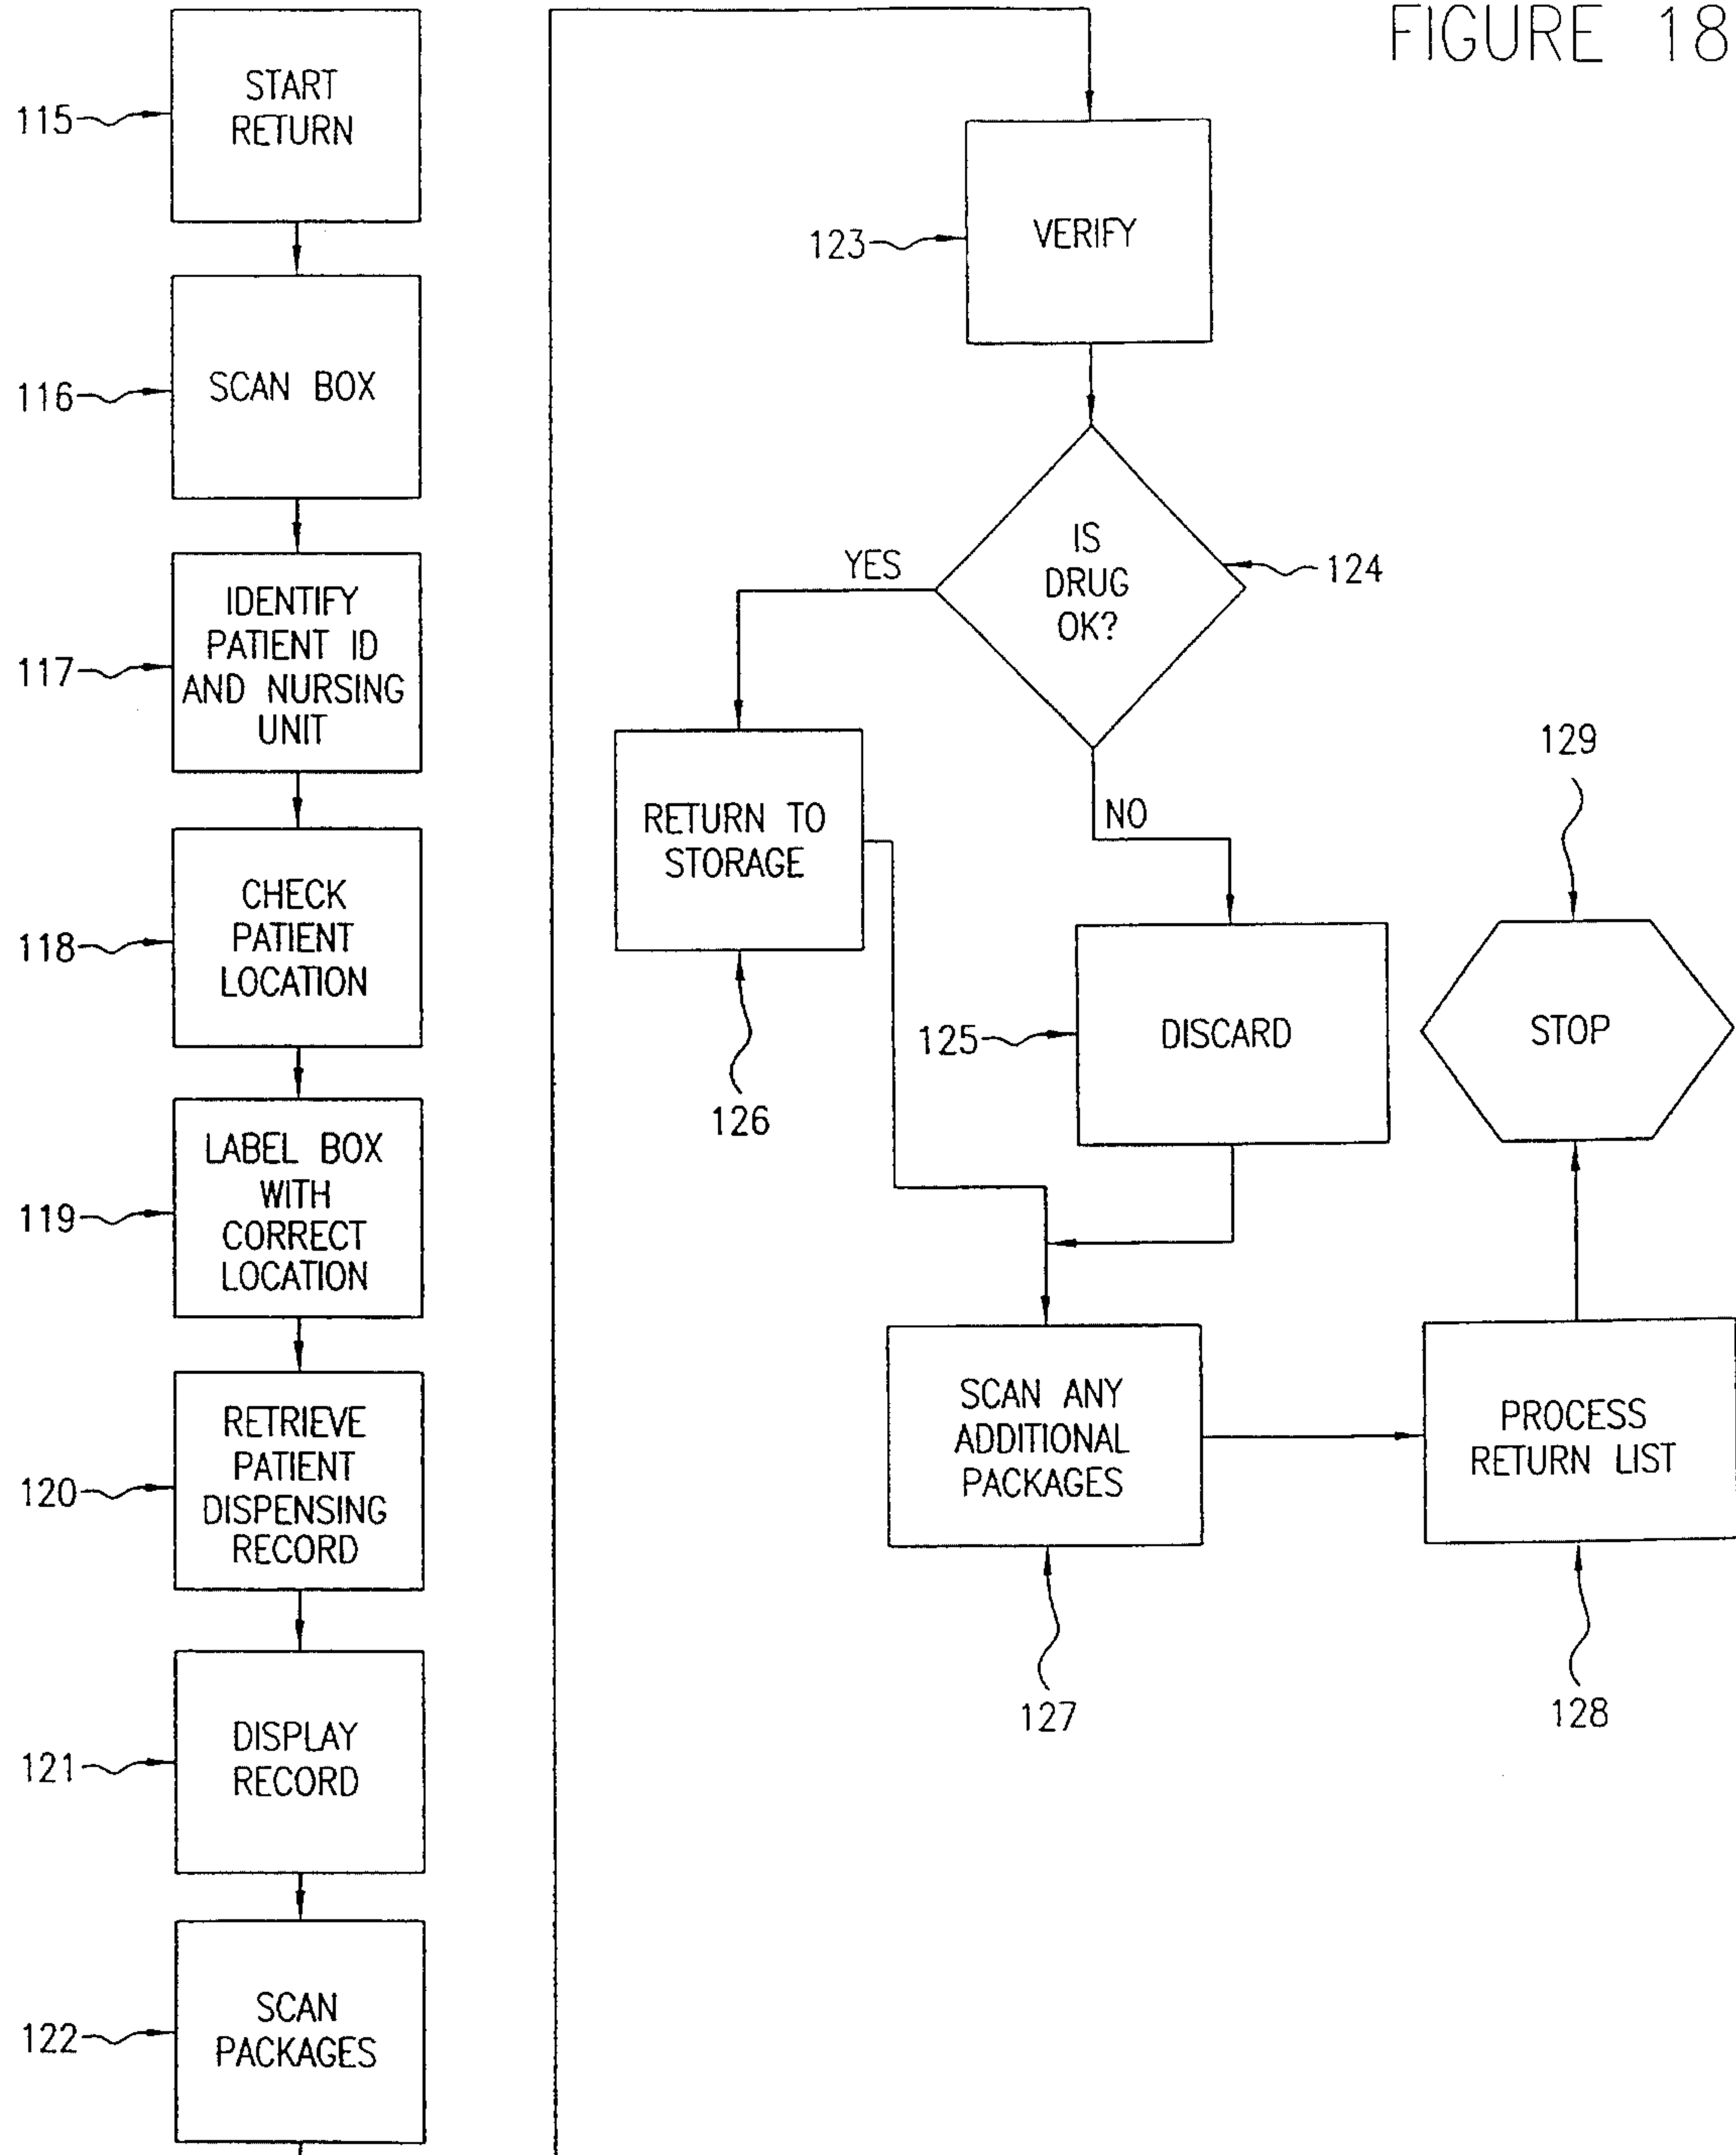 FIGURE 18
115
START
RETURN
116
SCAN BOX
117
IDENTIFY
PATIENT ID
AND NURSING
UNIT
118
CHECK
PATIENT
LOCATION
119
LABEL BOX
WITH
CORRECT
LOCATION
120
RETRIEVE
PATIENT
DISPENSING
RECORD
121
DISPLAY
RECORD
122
SCAN
PACKAGES
123
VERIFY
124
IS
DRUG
OK?
YES
NO
RETURN TO
STORAGE
126
125
DISCARD
SCAN ANY
ADDITIONAL
PACKAGES
127
PROCESS
RETURN LIST
128
129
STOP